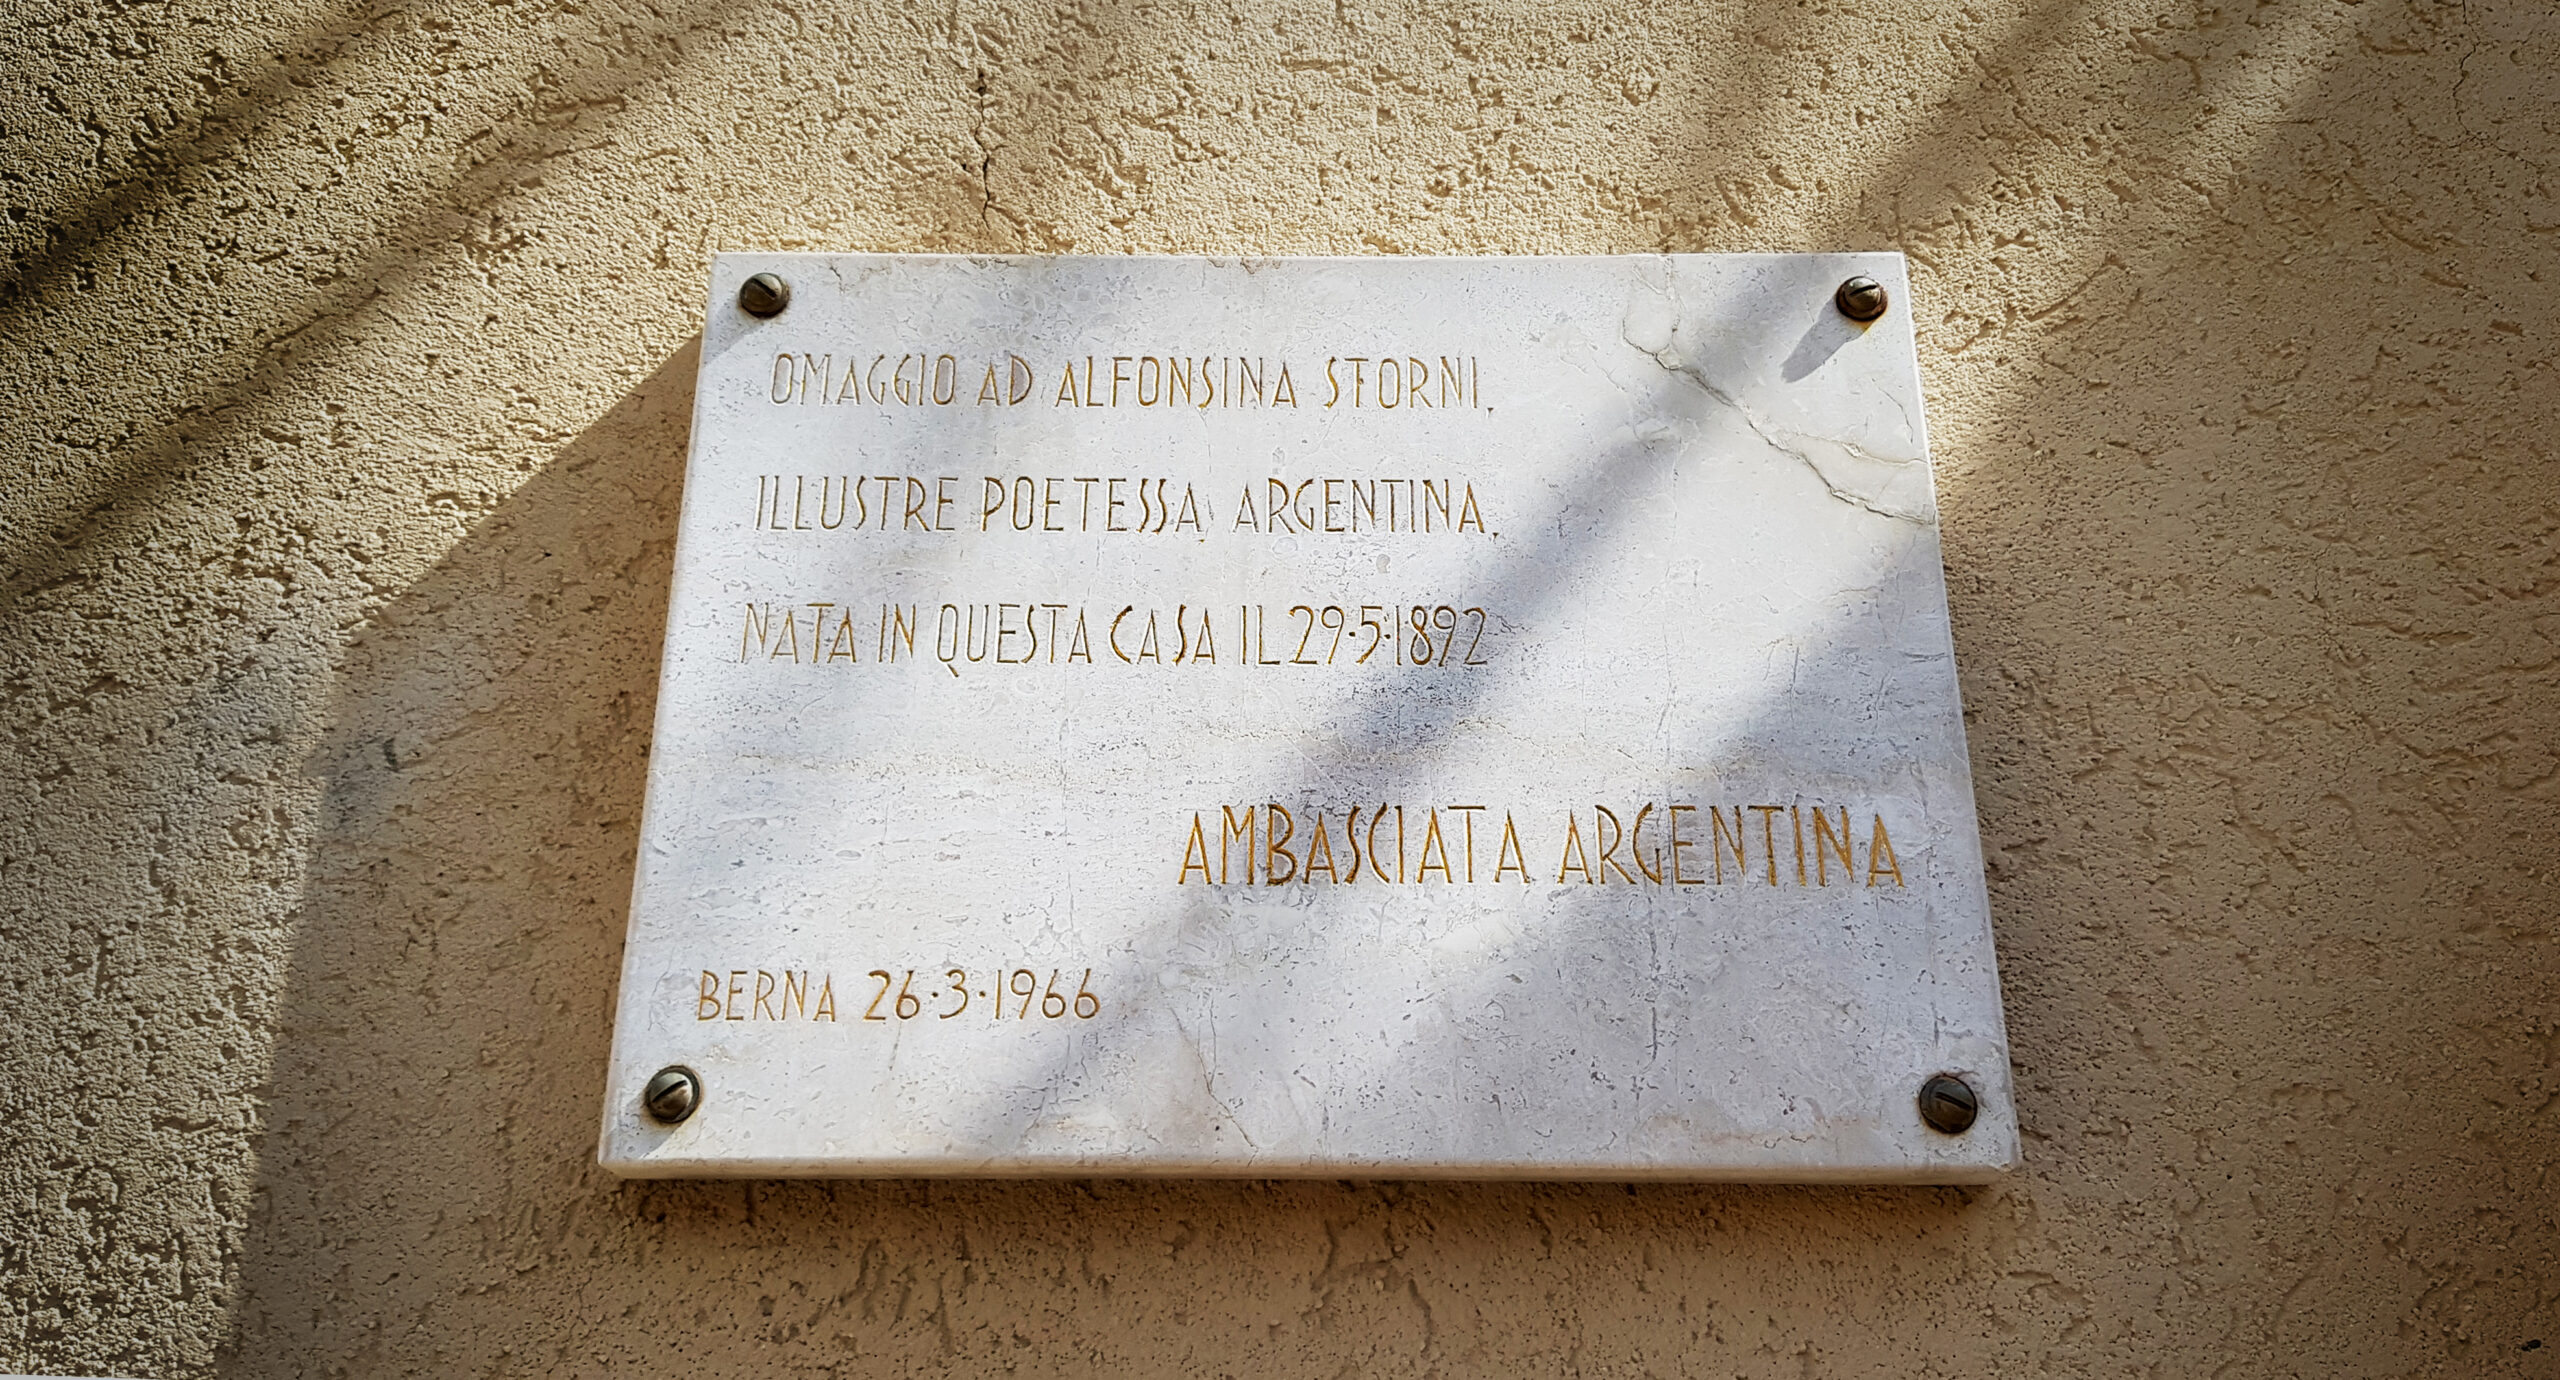 OMAGGIO AD ALFONSINA STORNI,
ILLUSTRE POETESSA ARGENTINA,
NATA IN QUESTA CASA IL 29·5·1892
AMBASCIATA ARGENTINA
BERNA 26·3·1966